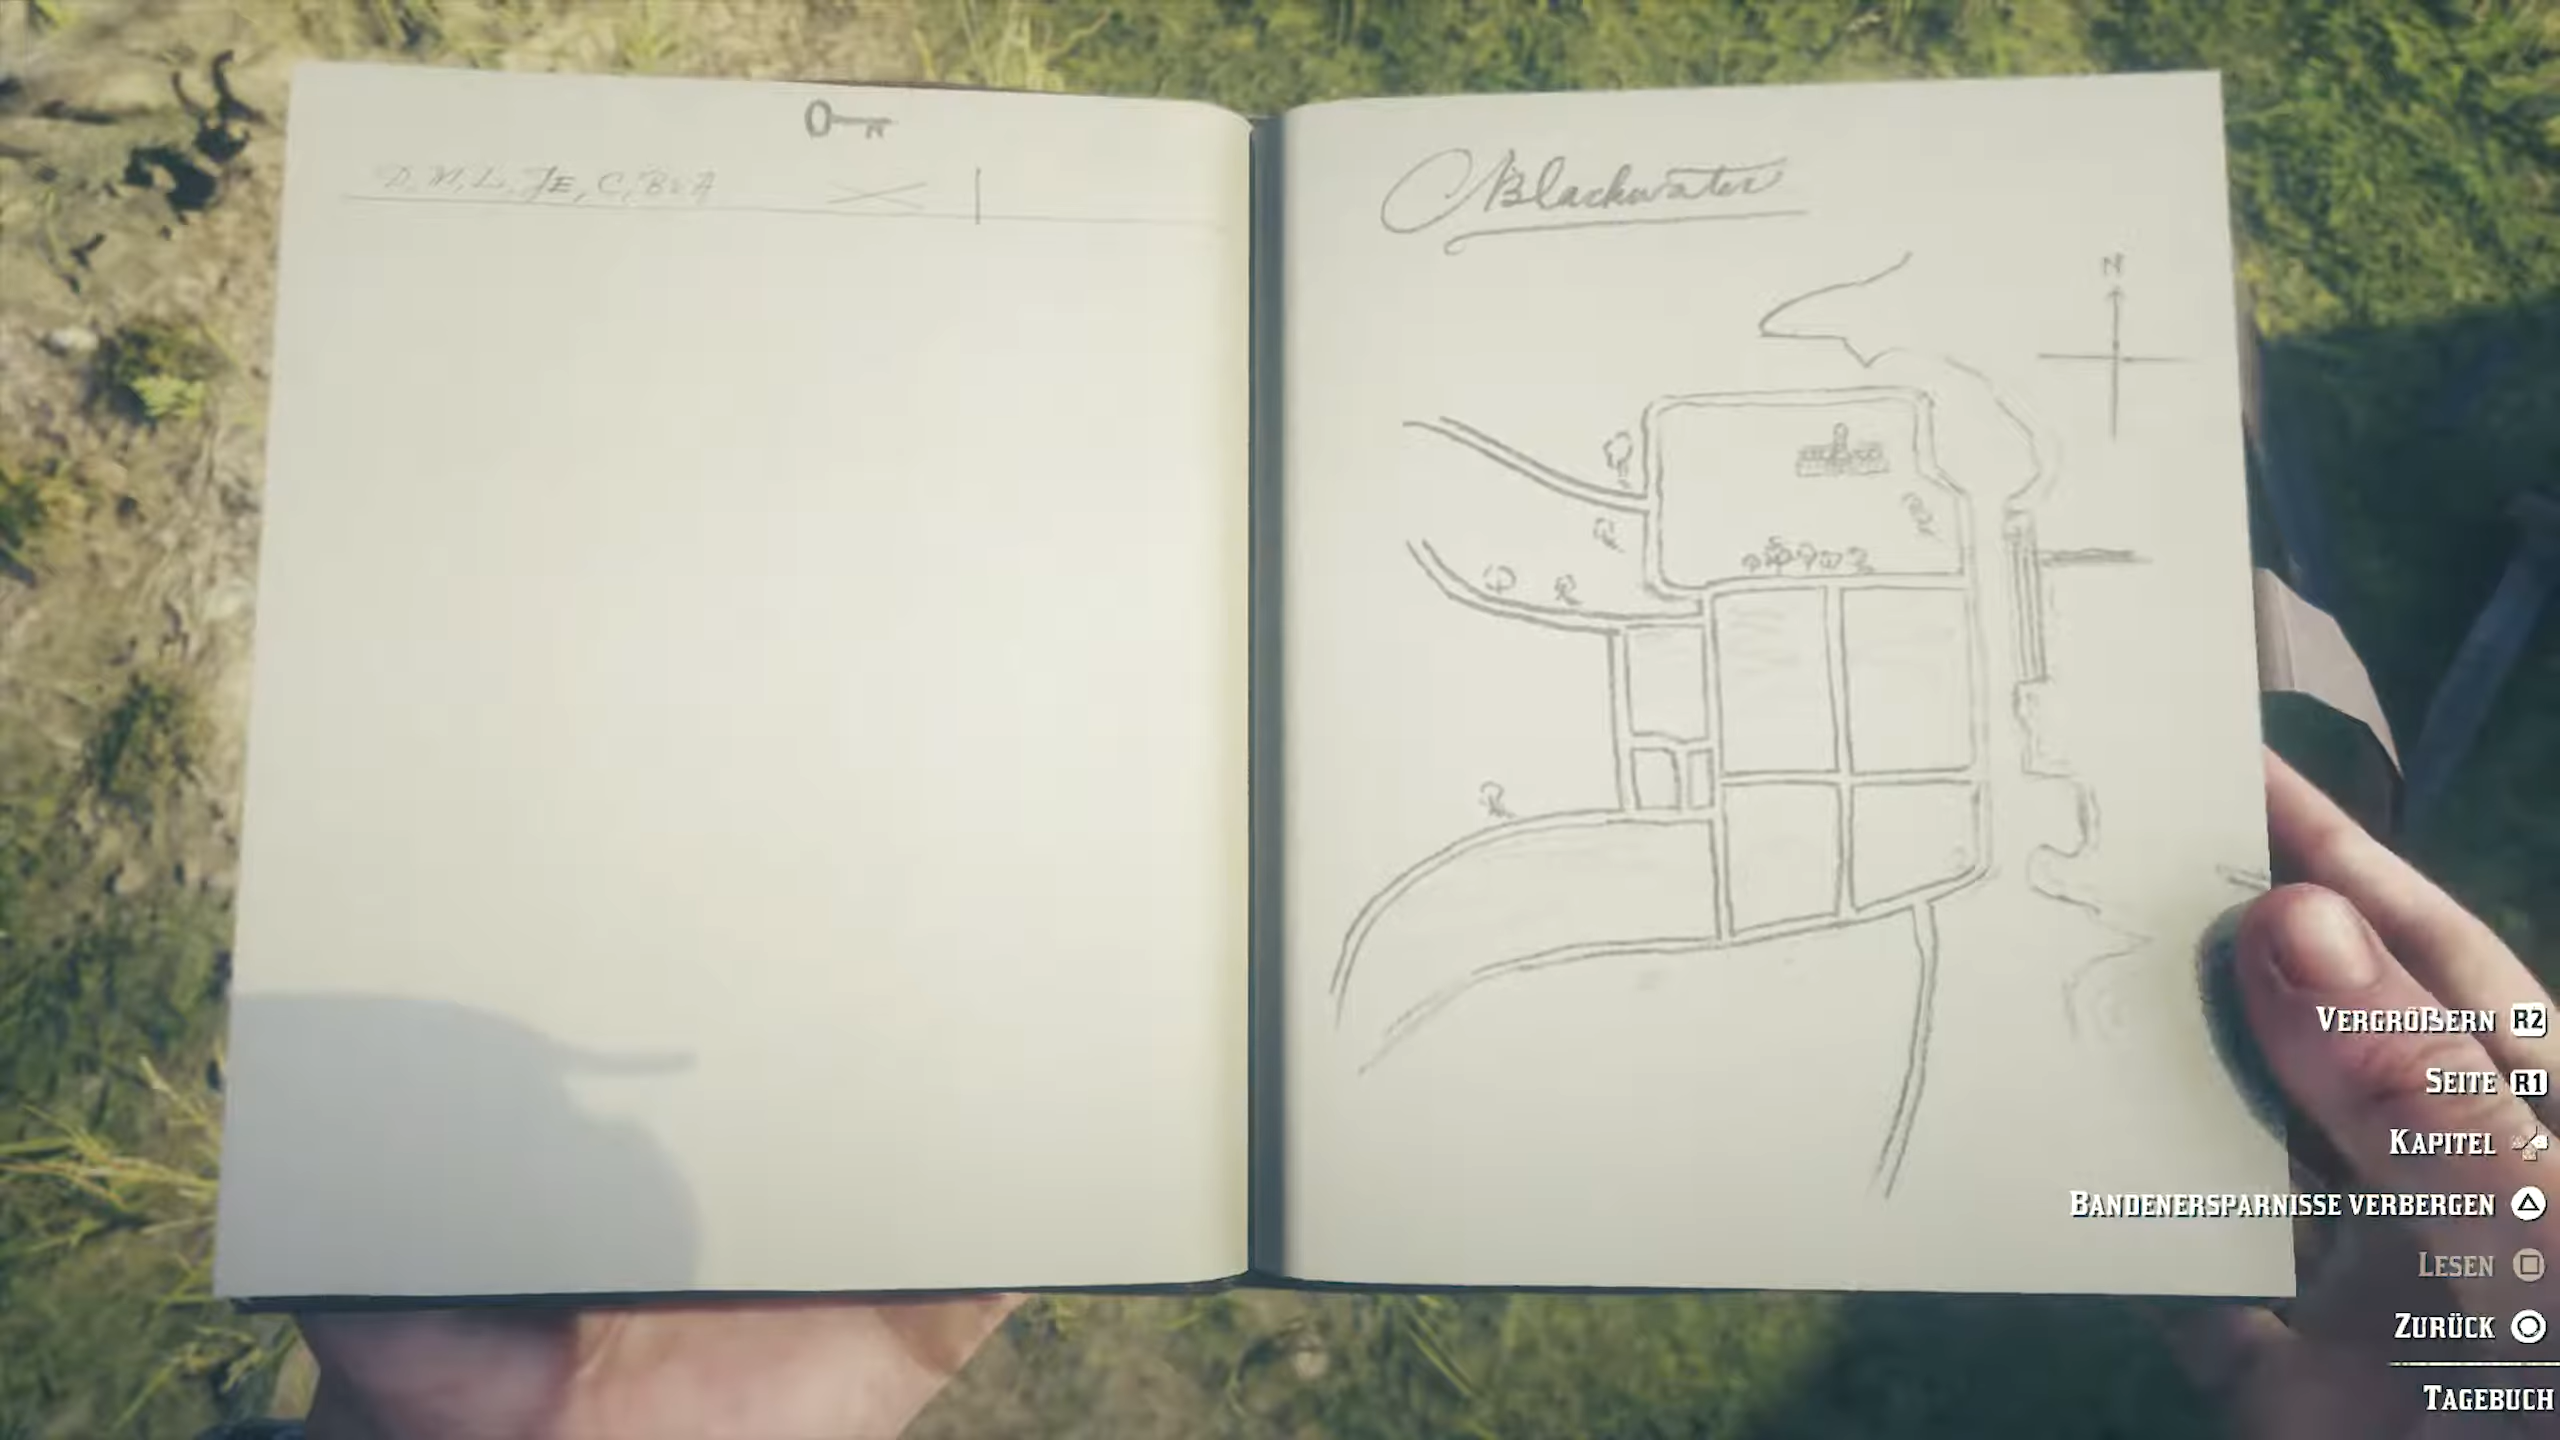 D, M, L, JE, C, B & A
Blackwater
N
VERGRÖẞERN R2
SEITE R1
KAPITEL
BANDENERSPARNISSE VERBERGEN
LESEN
ZURÜCK
TAGEBUCH